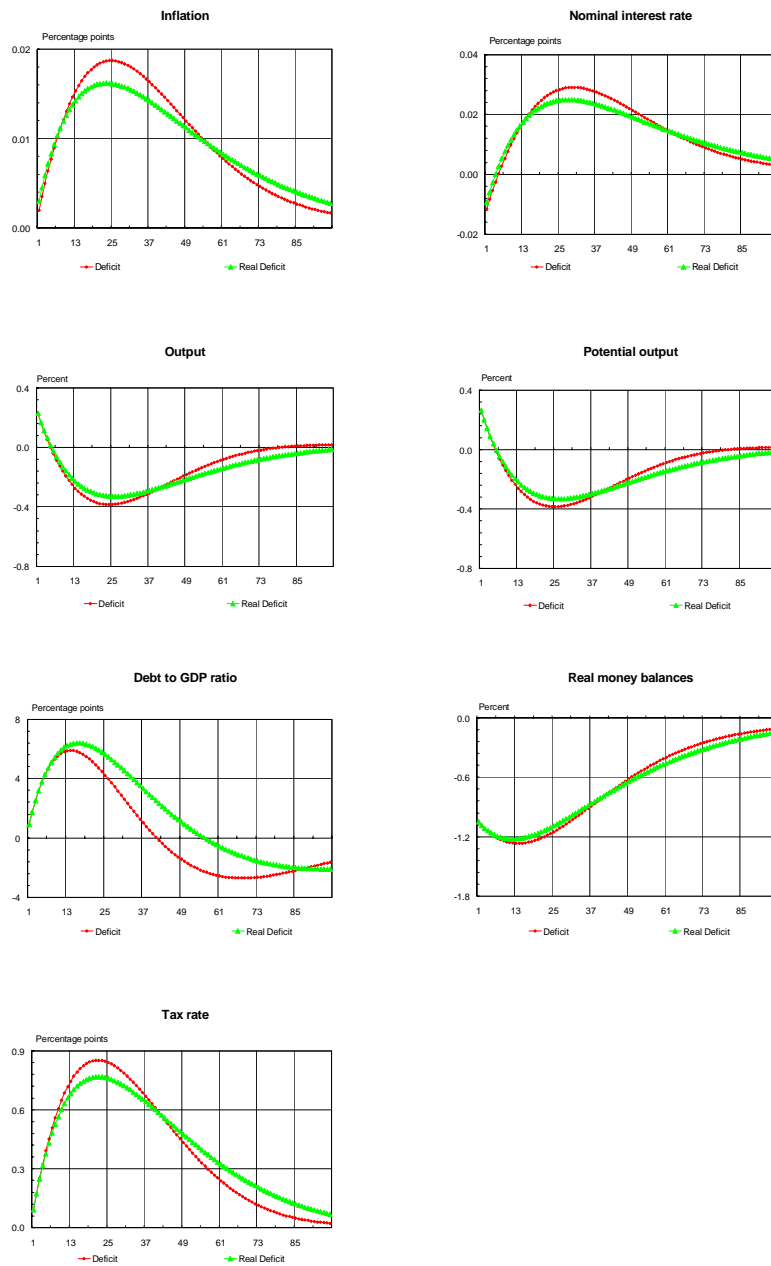 Inflation
Percentage points
0.02
0.01
0.00
1 13 25 37 49 61 73 85
Deficit Real Deficit
Nominal interest rate
Percentage points
0.04
0.02
0.00
-0.02
1 13 25 37 49 61 73 85
Deficit Real Deficit
Output
Percent
0.4
0.0
-0.4
-0.8
1 13 25 37 49 61 73 85
Deficit Real Deficit
Potential output
Percent
0.4
0.0
-0.4
-0.8
1 13 25 37 49 61 73 85
Deficit Real Deficit
Debt to GDP ratio
Percentage points
8
4
0
-4
1 13 25 37 49 61 73 85
Deficit Real Deficit
Real money balances
Percent
0.0
-0.6
-1.2
-1.8
1 13 25 37 49 61 73 85
Deficit Real Deficit
Tax rate
Percentage points
0.9
0.6
0.3
0.0
1 13 25 37 49 61 73 85
Deficit Real Deficit